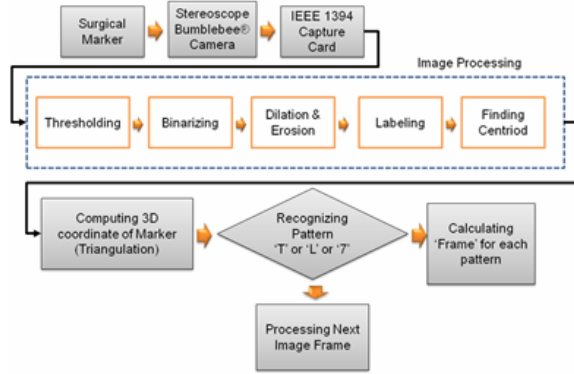 Surgical
Marker
Stereoscope
Bumblebee®
Camera
IEEE 1394
Capture
Card
Image Processing
Thresholding
Binarizing
Dilation &
Erosion
Labeling
Finding
Centriod
Computing 3D
coordinate of Marker
(Triangulation)
Recognizing
Pattern
'T' or 'L' or '7'
Calculating
'Frame' for each
pattern
Processing Next
Image Frame